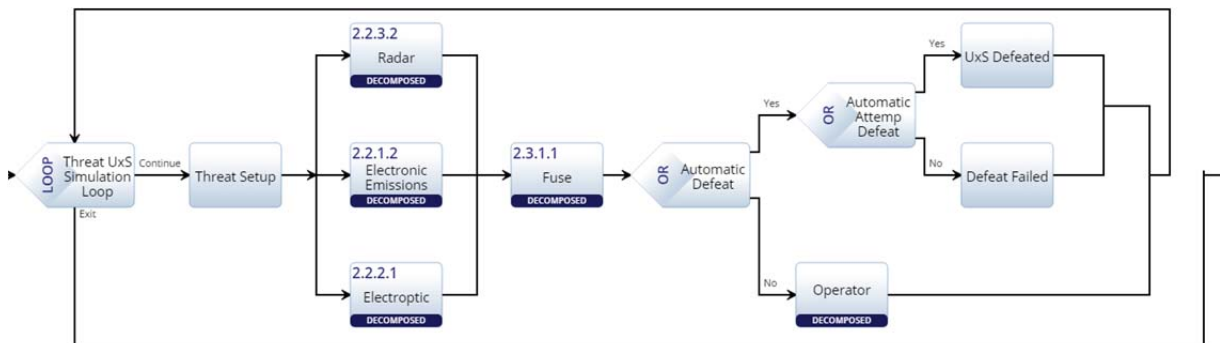 LOOP
Threat UxS
Simulation
Loop
Continue
Exit
Threat Setup
2.2.3.2
Radar
DECOMPOSED
2.2.1.2
Electronic
Emissions
DECOMPOSED
2.2.2.1
Electroptic
DECOMPOSED
2.3.1.1
Fuse
DECOMPOSED
OR
Automatic
Defeat
Yes
No
OR
Automatic
Attemp
Defeat
Yes
No
UxS Defeated
Defeat Failed
Operator
DECOMPOSED